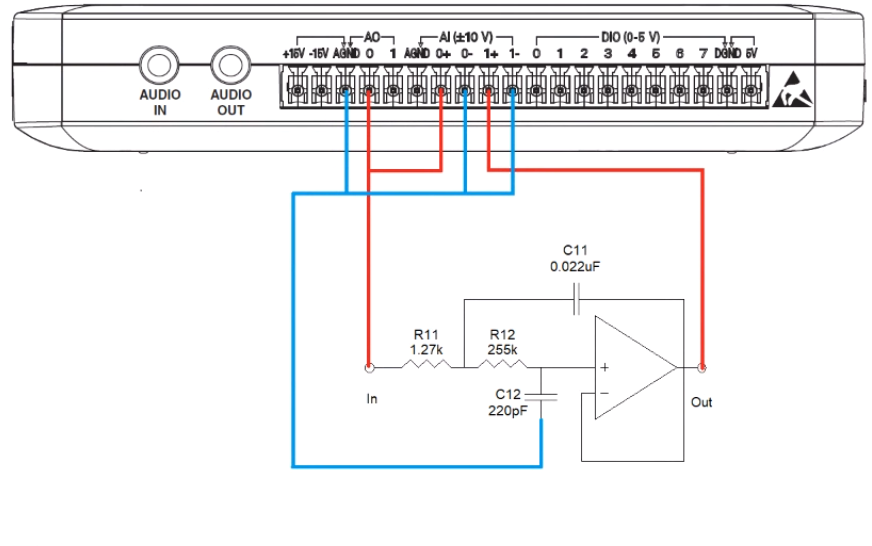 AO AI (±10 V) DIO (0-5 V)
+15V -15V AGND 0 1 AGND 0+ 0- 1+ 1- 0 1 2 3 4 5 6 7 DGND 5V
AUDIO IN
AUDIO OUT
C11
0.022uF
R11
1.27k
R12
255k
+
-
C12
220pF
In
Out